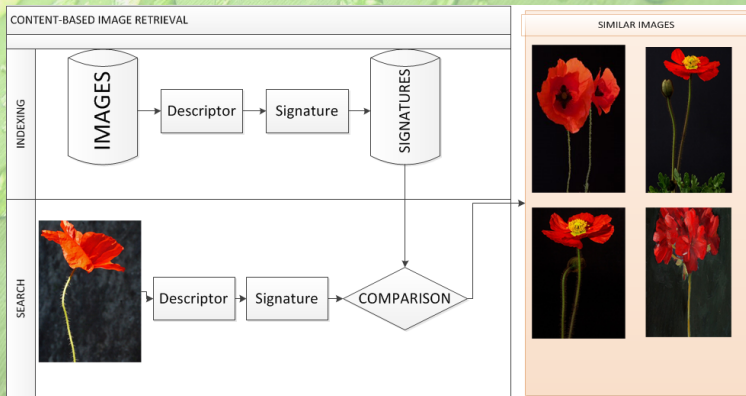 CONTENT-BASED IMAGE RETRIEVAL
INDEXING
IMAGES
Descriptor
Signature
SIGNATURES
SEARCH
Descriptor
Signature
COMPARISON
SIMILAR IMAGES